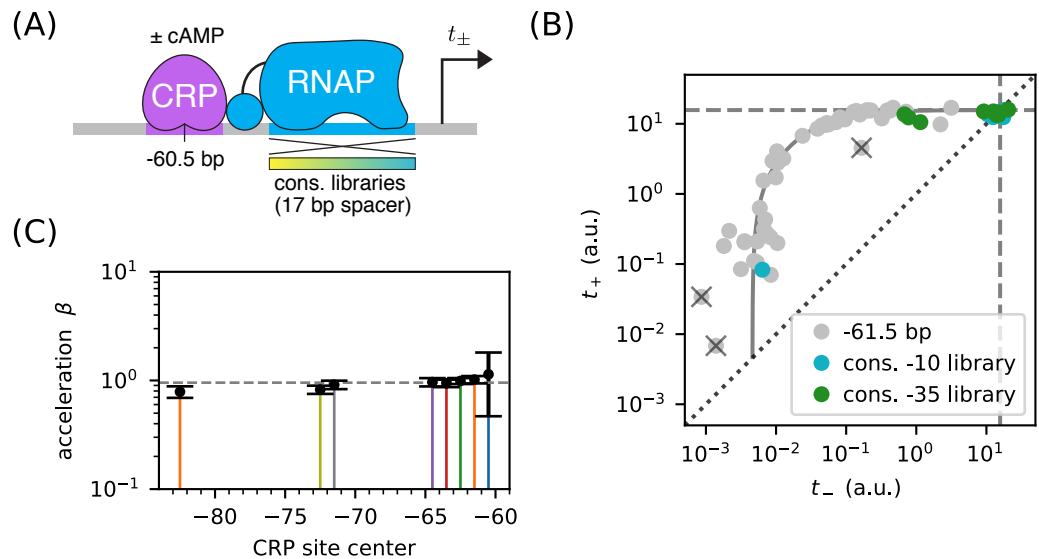 (A)
± cAMP
CRP
RNAP
t±
-60.5 bp
cons. libraries
(17 bp spacer)
(B)
t₊ (a.u.)
10¹
10⁰
10⁻¹
10⁻²
10⁻³
-61.5 bp
cons. -10 library
cons. -35 library
10⁻³ 10⁻² 10⁻¹ 10⁰ 10¹
t₋ (a.u.)
(C)
acceleration β
10¹
10⁰
10⁻¹
−80 −75 −70 −65 −60
CRP site center